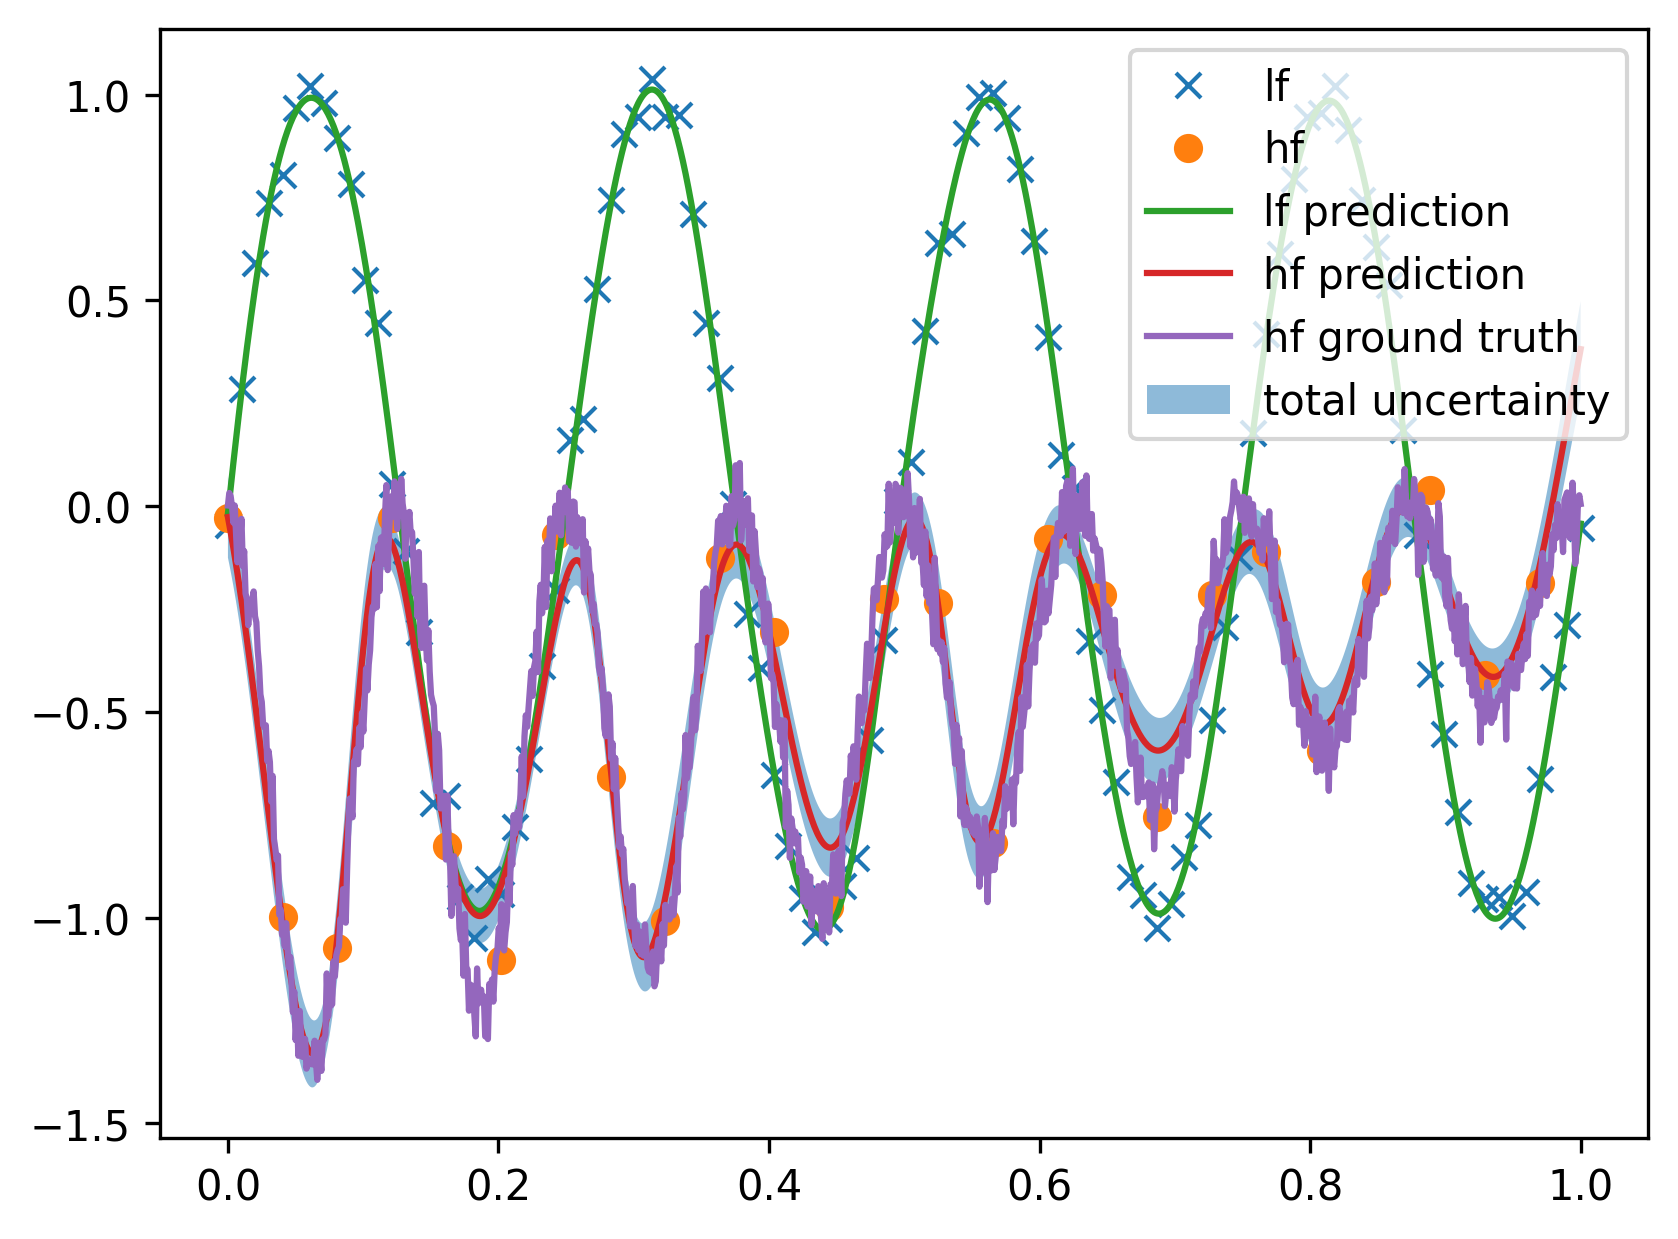 1.0
0.5
0.0
−0.5
−1.0
−1.5
0.0 0.2 0.4 0.6 0.8 1.0
lf
hf
lf prediction
hf prediction
hf ground truth
total uncertainty